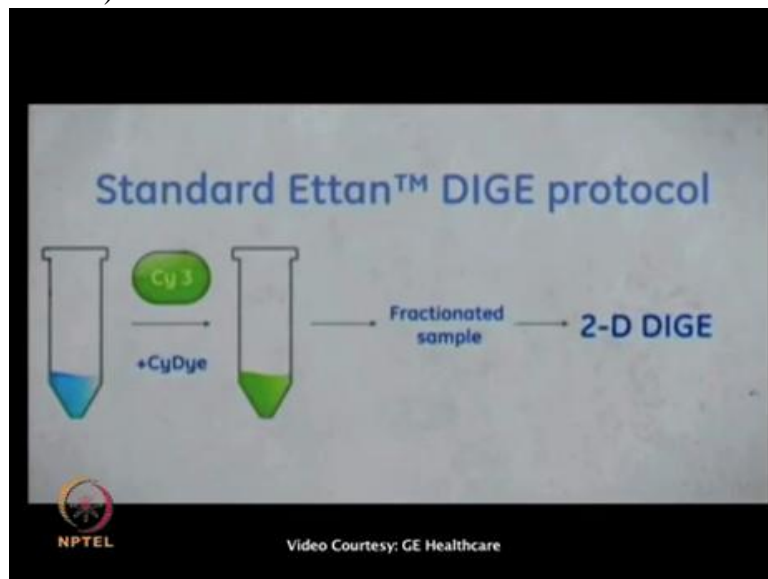 )
Standard Ettan™ DIGE protocol
Cy 3
+CyDye
Fractionated
sample
2-D DIGE
NPTEL
Video Courtesy: GE Healthcare